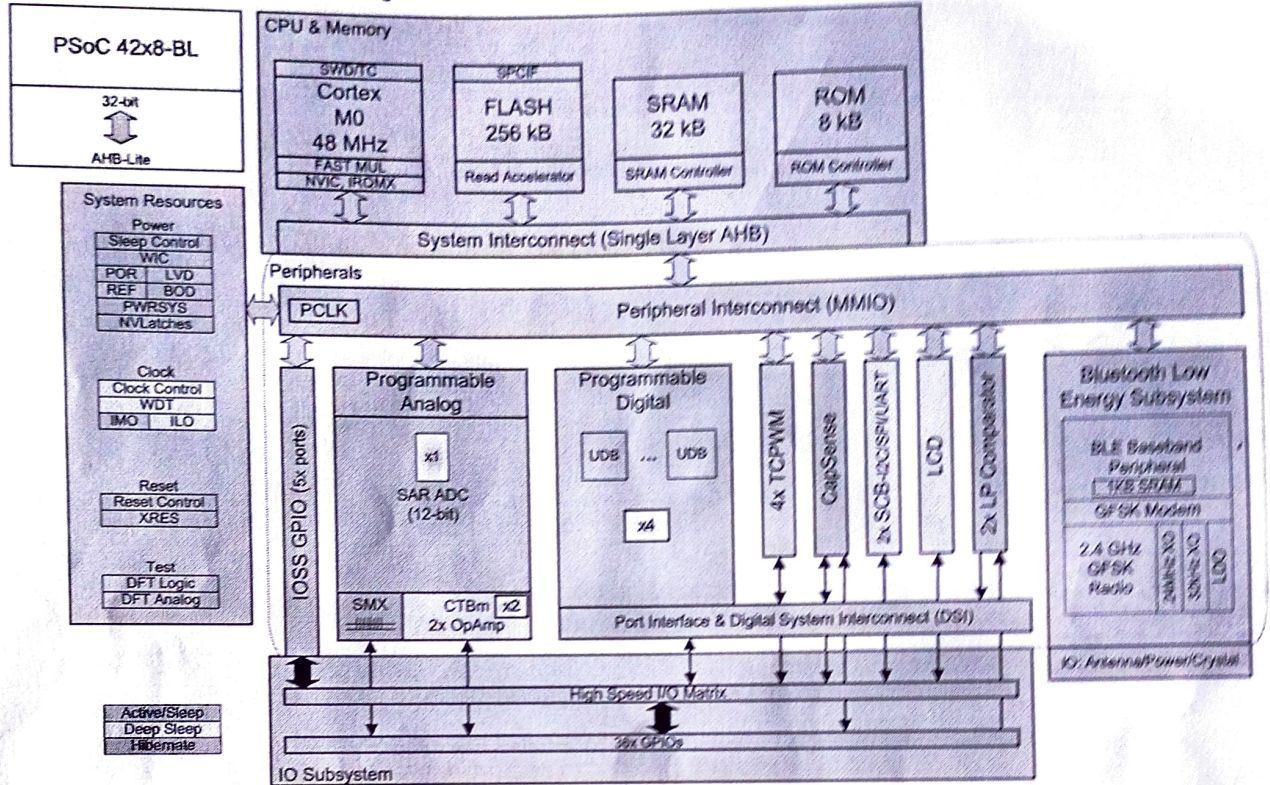 PSoC 42x8-BL
32-bit
AHB-Lite
CPU & Memory
SWD/TC
Cortex
M0
48 MHz
FAST MUL
NVIC, IRQMX
SPCIF
FLASH
256 kB
Read Accelerator
SRAM
32 kB
SRAM Controller
ROM
8 kB
ROM Controller
System Interconnect (Single Layer AHB)
System Resources
Power
Sleep Control
WIC
POR LVD
REF BOD
PWRSYS
NVLatches
Clock
Clock Control
WDT
IMO ILO
Reset
Reset Control
XRES
Test
DFT Logic
DFT Analog
Peripherals
PCLK
Peripheral Interconnect (MMIO)
IOSS GPIO (5x ports)
Programmable
Analog
x1
SAR ADC
(12-bit)
SMX
CTBm x2
2x OpAmp
Programmable
Digital
UDB ... UDB
x4
4x TCPWM
CapSense
2x SCB-I2C/SPI/UART
LCD
2x LP Comparator
Port Interface & Digital System Interconnect (DSI)
Bluetooth Low
Energy Subsystem
BLE Baseband
Peripheral
1KB SRAM
GFSK Modem
2.4 GHz
GFSK
Radio
24MHz XO
32kHz XO
LDO
IO: Antenna/Power/Crystal
High Speed I/O Matrix
36x GPIOs
IO Subsystem
Active/Sleep
Deep Sleep
Hibernate